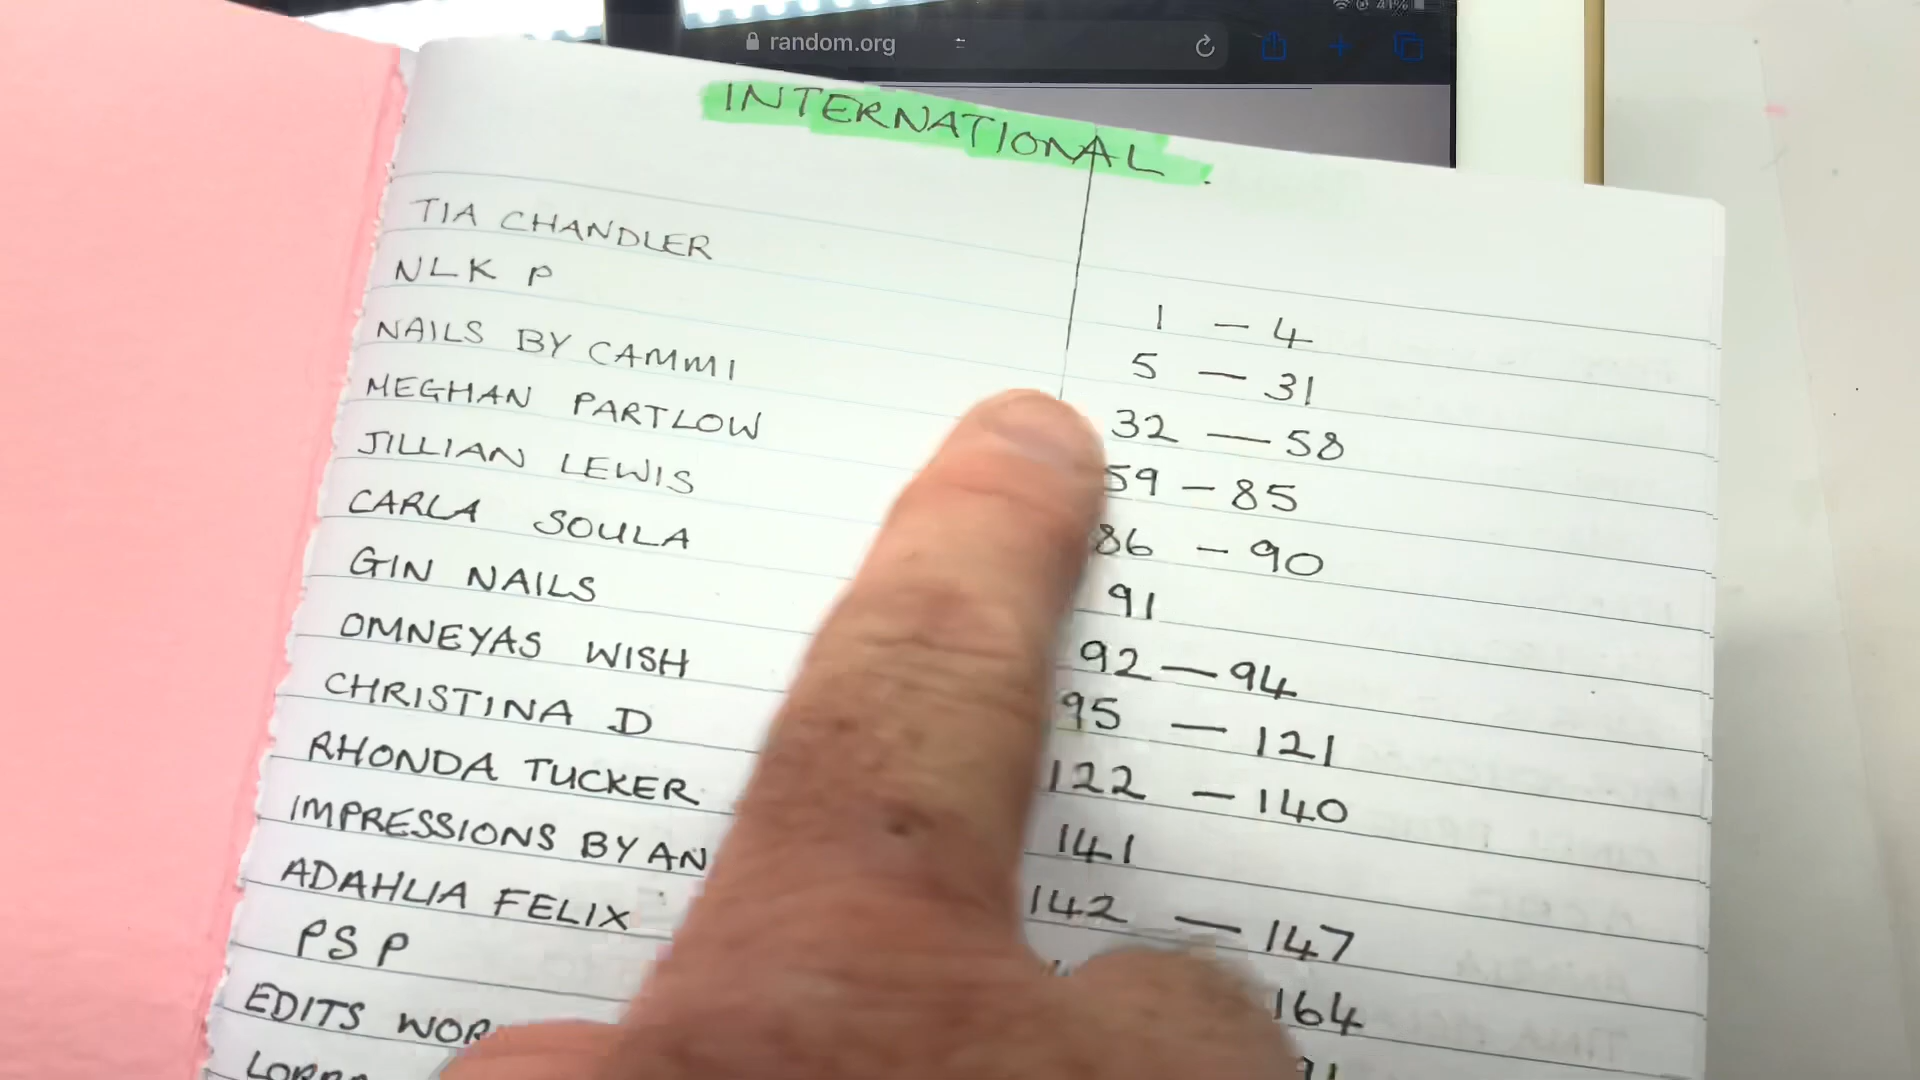 41%
random.org
INTERNATIONAL.
TIA CHANDLER 1 – 4
NLK P 5 – 31
NAILS BY CAMMI 32 – 58
MEGHAN PARTLOW 59 – 85
JILLIAN LEWIS 86 – 90
CARLA SOULA 91
GIN NAILS 92 – 94
OMNEYAS WISH 95 – 121
CHRISTINA D 122 – 140
RHONDA TUCKER 141
IMPRESSIONS BY AN 142 – 147
ADAHLIA FELIX 164
PSP
EDITS